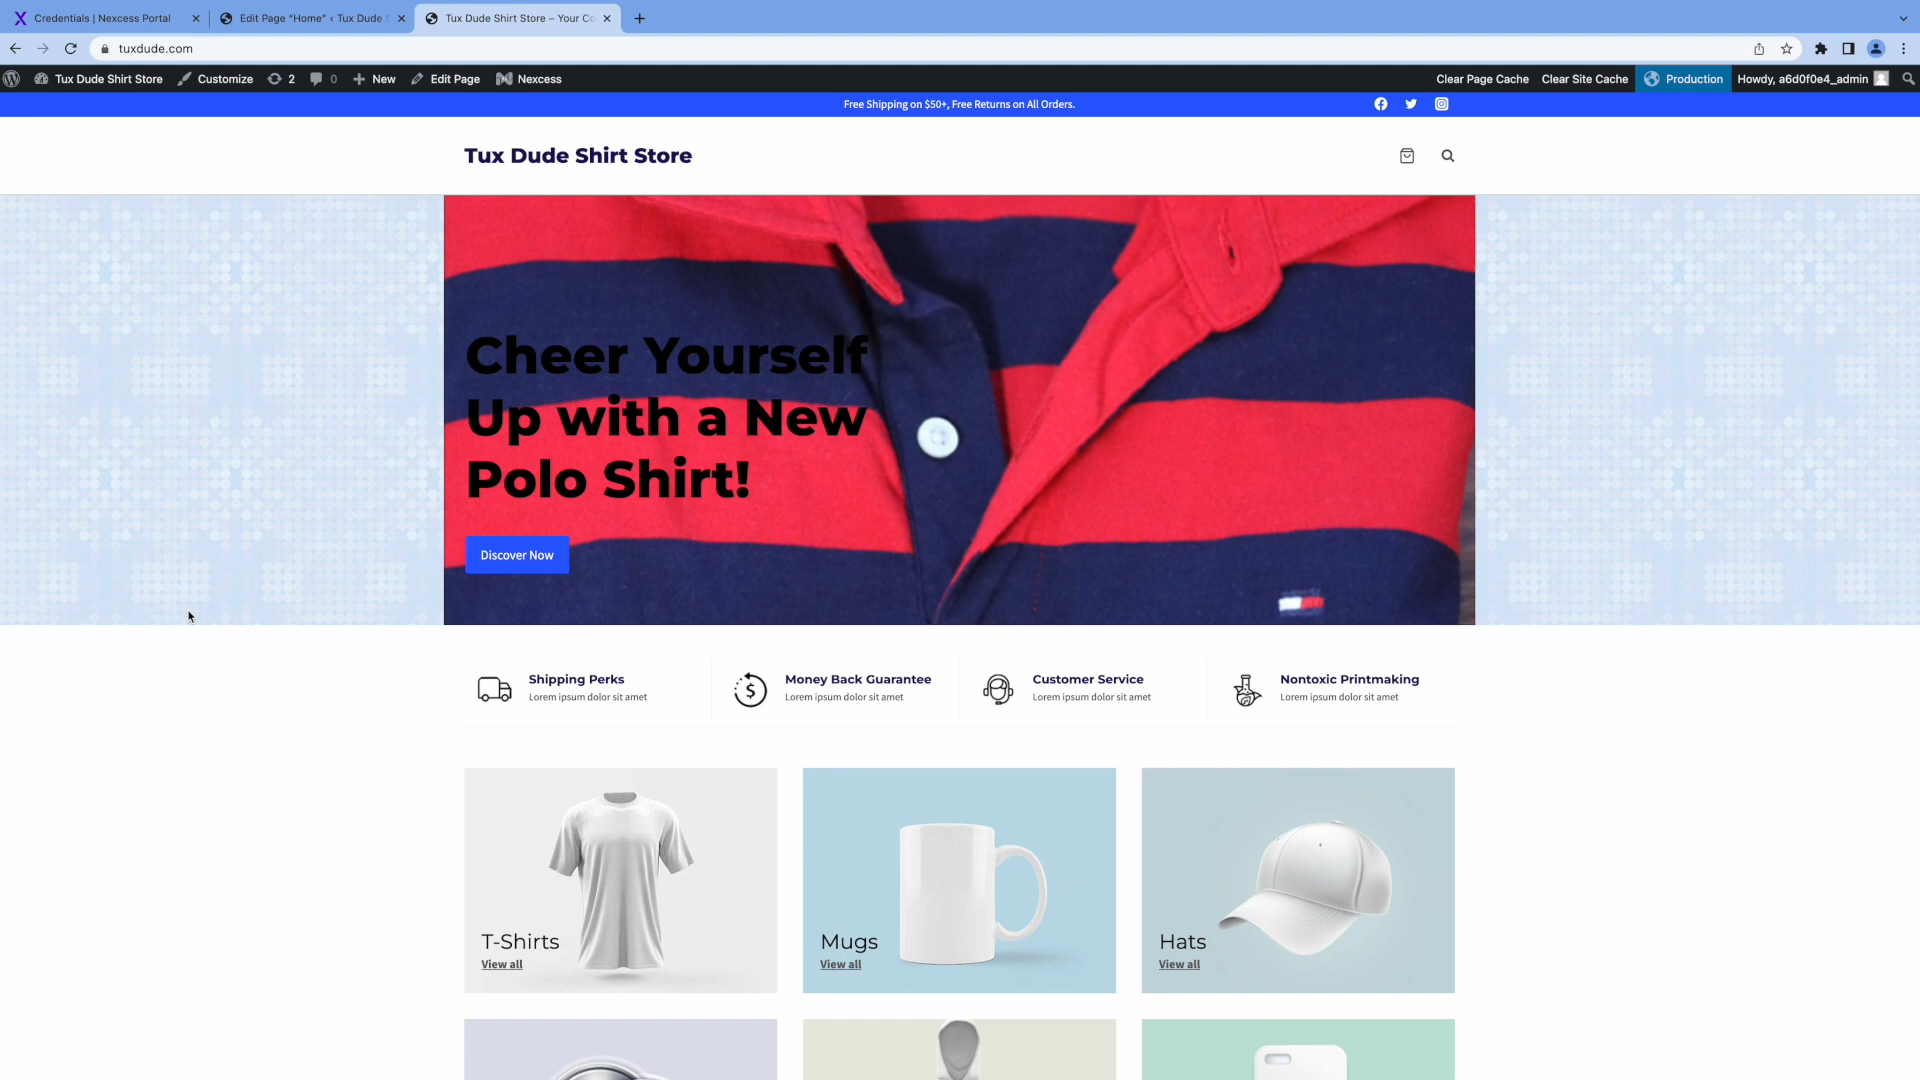 Credentials | Nexcess Portal
Edit Page “Home” ‹ Tux Dude
Tux Dude Shirt Store – Your Co
tuxdude.com
Tux Dude Shirt Store
Customize
2
0
New
Edit Page
Nexcess
Clear Page Cache
Clear Site Cache
Production
Howdy, a6d0f0e4_admin
Free Shipping on $50+, Free Returns on All Orders.
Tux Dude Shirt Store
Cheer Yourself
Up with a New
Polo Shirt!
Discover Now
Shipping Perks
Lorem ipsum dolor sit amet
Money Back Guarantee
Lorem ipsum dolor sit amet
Customer Service
Lorem ipsum dolor sit amet
Nontoxic Printmaking
Lorem ipsum dolor sit amet
T-Shirts
View all
Mugs
View all
Hats
View all